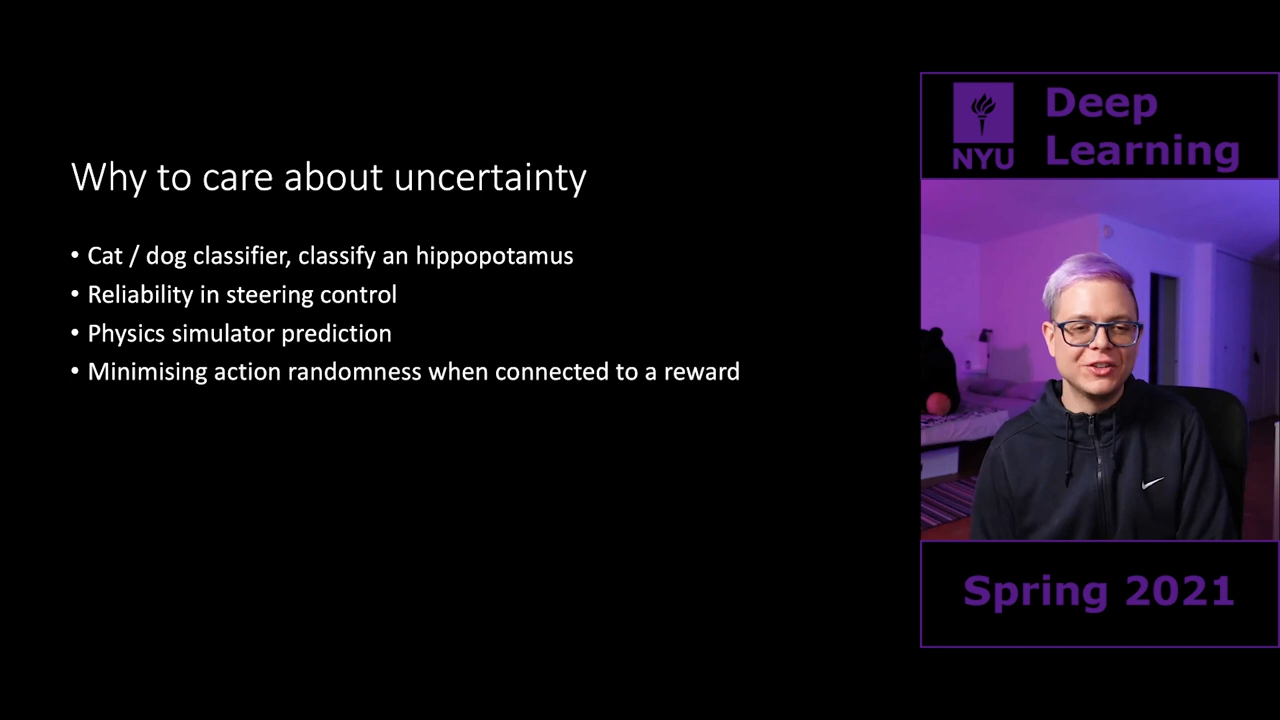 Why to care about uncertainty
• Cat / dog classifier, classify an hippopotamus
• Reliability in steering control
• Physics simulator prediction
• Minimising action randomness when connected to a reward
NYU
Deep
Learning
Spring 2021